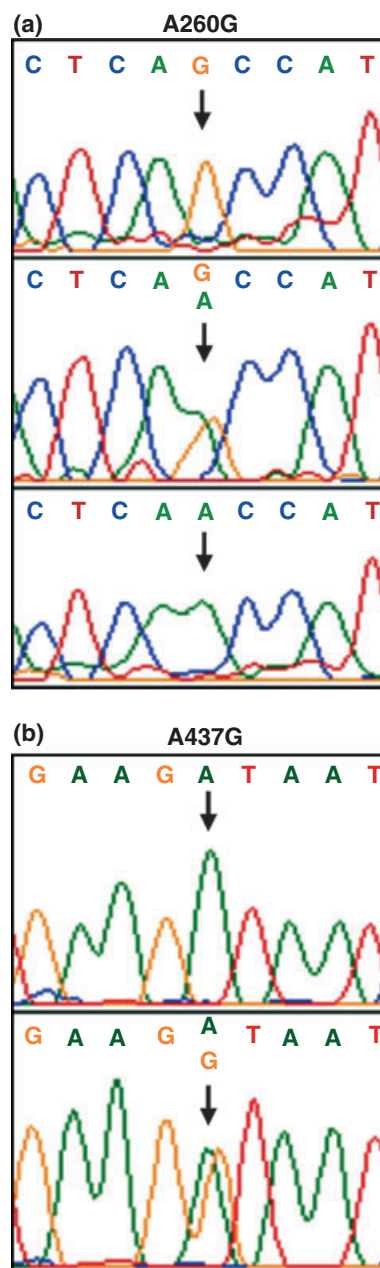 (a) A260G
C T C A G C C A T
C T C A G C C A T
A
C T C A A C C A T
(b) A437G
G A A G A T A A T
G A A G A T A A T
G